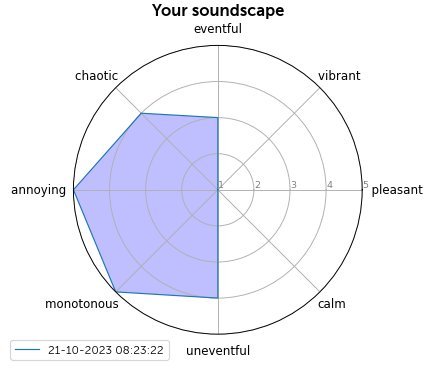 Your soundscape
eventful
chaotic
vibrant
annoying
1 2 3 4 5
pleasant
monotonous
calm
uneventful
21-10-2023 08:23:22